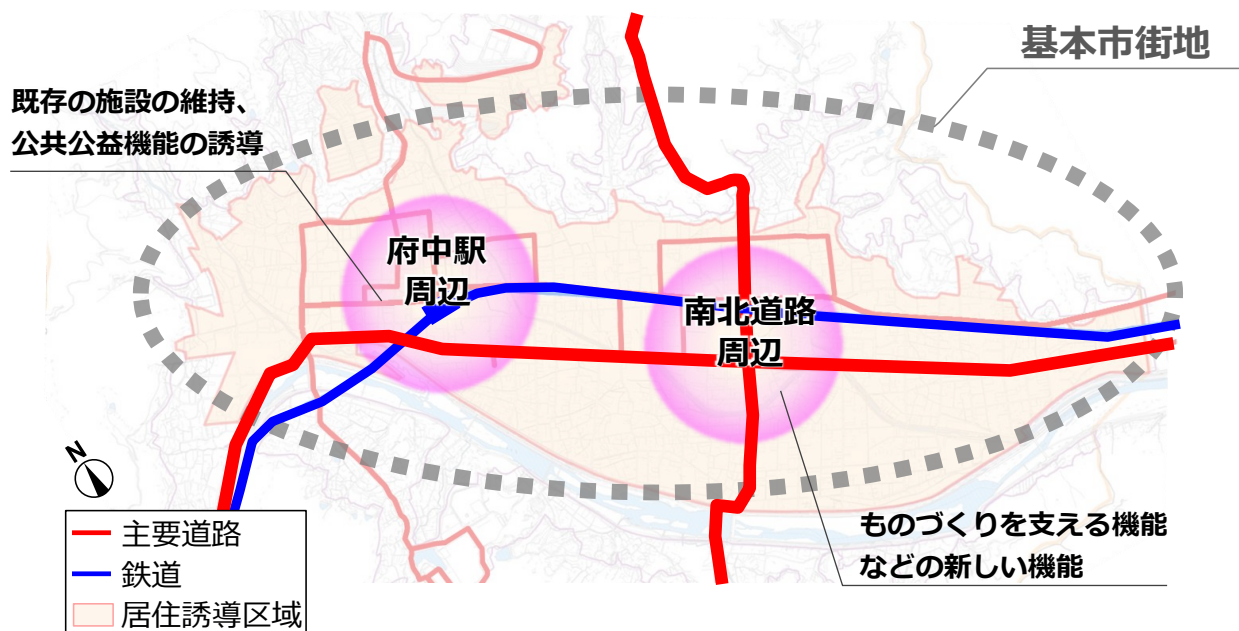 基本市街地
既存の施設の維持、
公共公益機能の誘導
府中駅
周辺
南北道路
周辺
N
ものづくりを支える機能
などの新しい機能
主要道路
鉄道
居住誘導区域